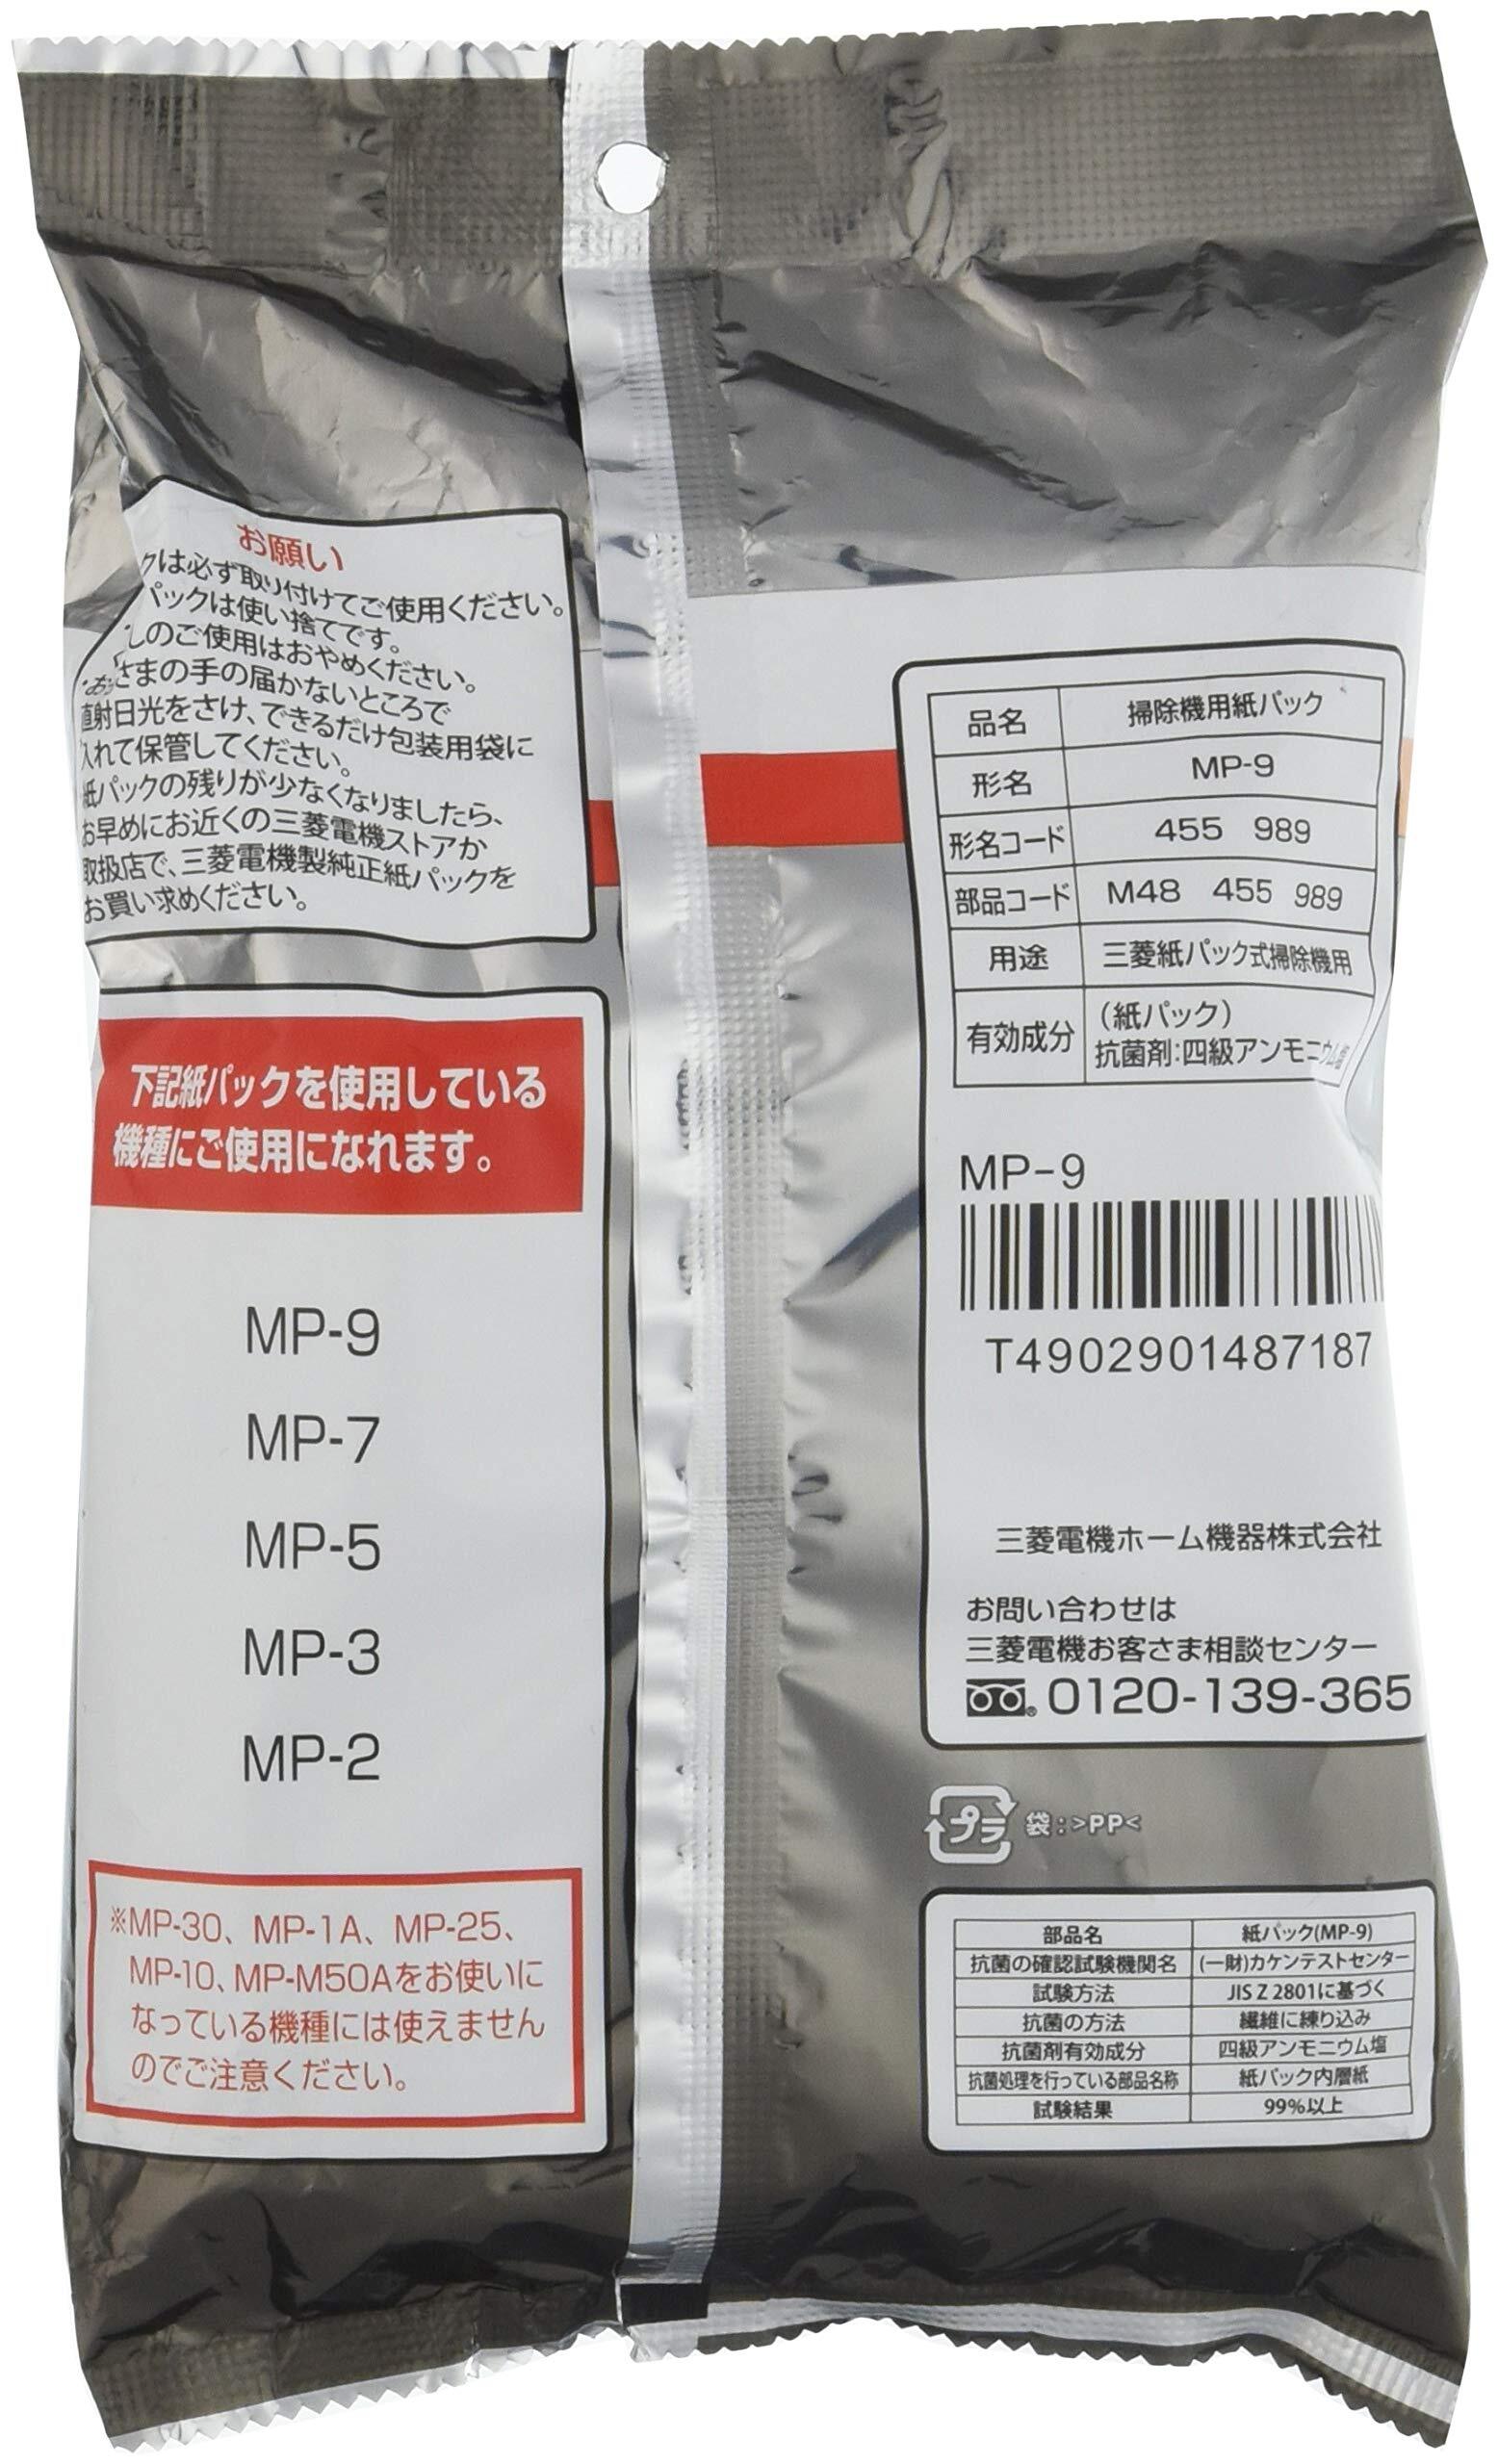 お願い
クは必ず取り付けてご使用ください。
パックは使い捨てです。
しのご使用はおやめください。
さまの手の届かないところで
直射日光をさけ、できるだけ包装用袋に
入れて保管してください。
紙パックの残りが少なくなりましたら、
お早めにお近くの三菱電機ストアか
取扱店で、三菱電機製純正紙パックを
お買い求めください。
下記紙パックを使用している
機種にご使用になれます。
MP-9
MP-7
MP-5
MP-3
MP-2
※MP-30、MP-1A、MP-25、
MP-10、MP-M50Aをお使いに
なっている機種には使えません
のでご注意ください。
品名 掃除機用紙パック
形名 MP-9
形名コード 455 989
部品コード M48 455 989
用途 三菱紙パック式掃除機用
有効成分 (紙パック)
抗菌剤:四級アンモニウム塩
MP-9
T4902901487187
三菱電機ホーム機器株式会社
お問い合わせは
三菱電機お客さま相談センター
0120-139-365
プラ 袋:>PP<
部品名 紙パック(MP-9)
抗菌の確認試験機関名 (一財)カケンテストセンター
試験方法 JIS Z 2801に基づく
抗菌の方法 繊維に練り込み
抗菌剤有効成分 四級アンモニウム塩
抗菌処理を行っている部品名称 紙パック内層紙
試験結果 99%以上